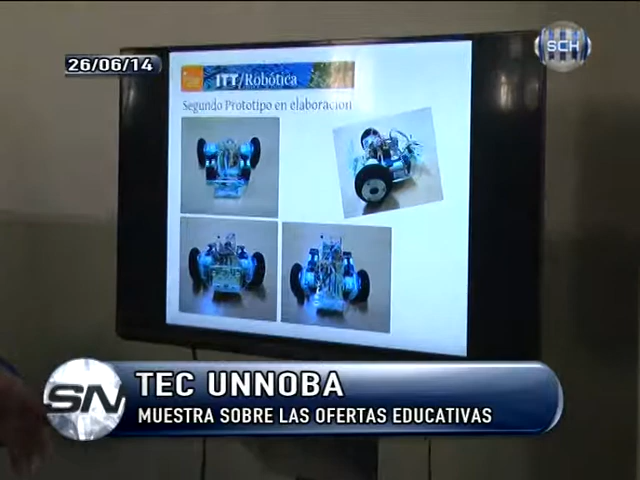 26/06/14
SCH
ITT/Robótica
Segundo Prototipo en elaboración
SN
TEC UNNOBA
MUESTRA SOBRE LAS OFERTAS EDUCATIVAS